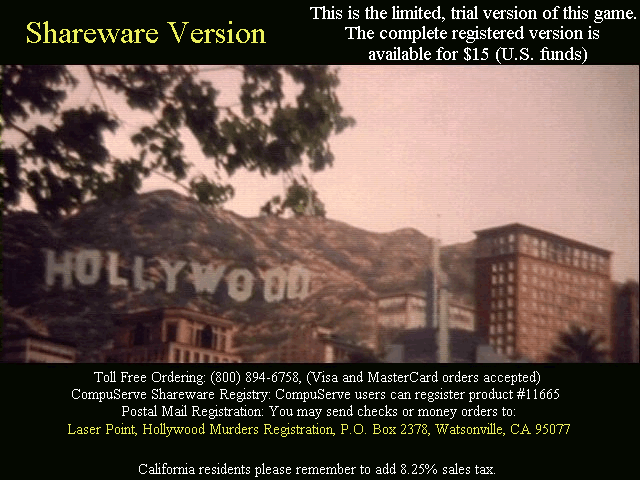 Shareware Version
This is the limited, trial version of this game.
The complete registered version is
available for $15 (U.S. funds)
HOLLYWOOD
Toll Free Ordering: (800) 894-6758, (Visa and MasterCard orders accepted)
CompuServe Shareware Registry: CompuServe users can regsister product #11665
Postal Mail Registration: You may send checks or money orders to:
Laser Point, Hollywood Murders Registration, P.O. Box 2378, Watsonville, CA 95077
California residents please remember to add 8.25% sales tax.